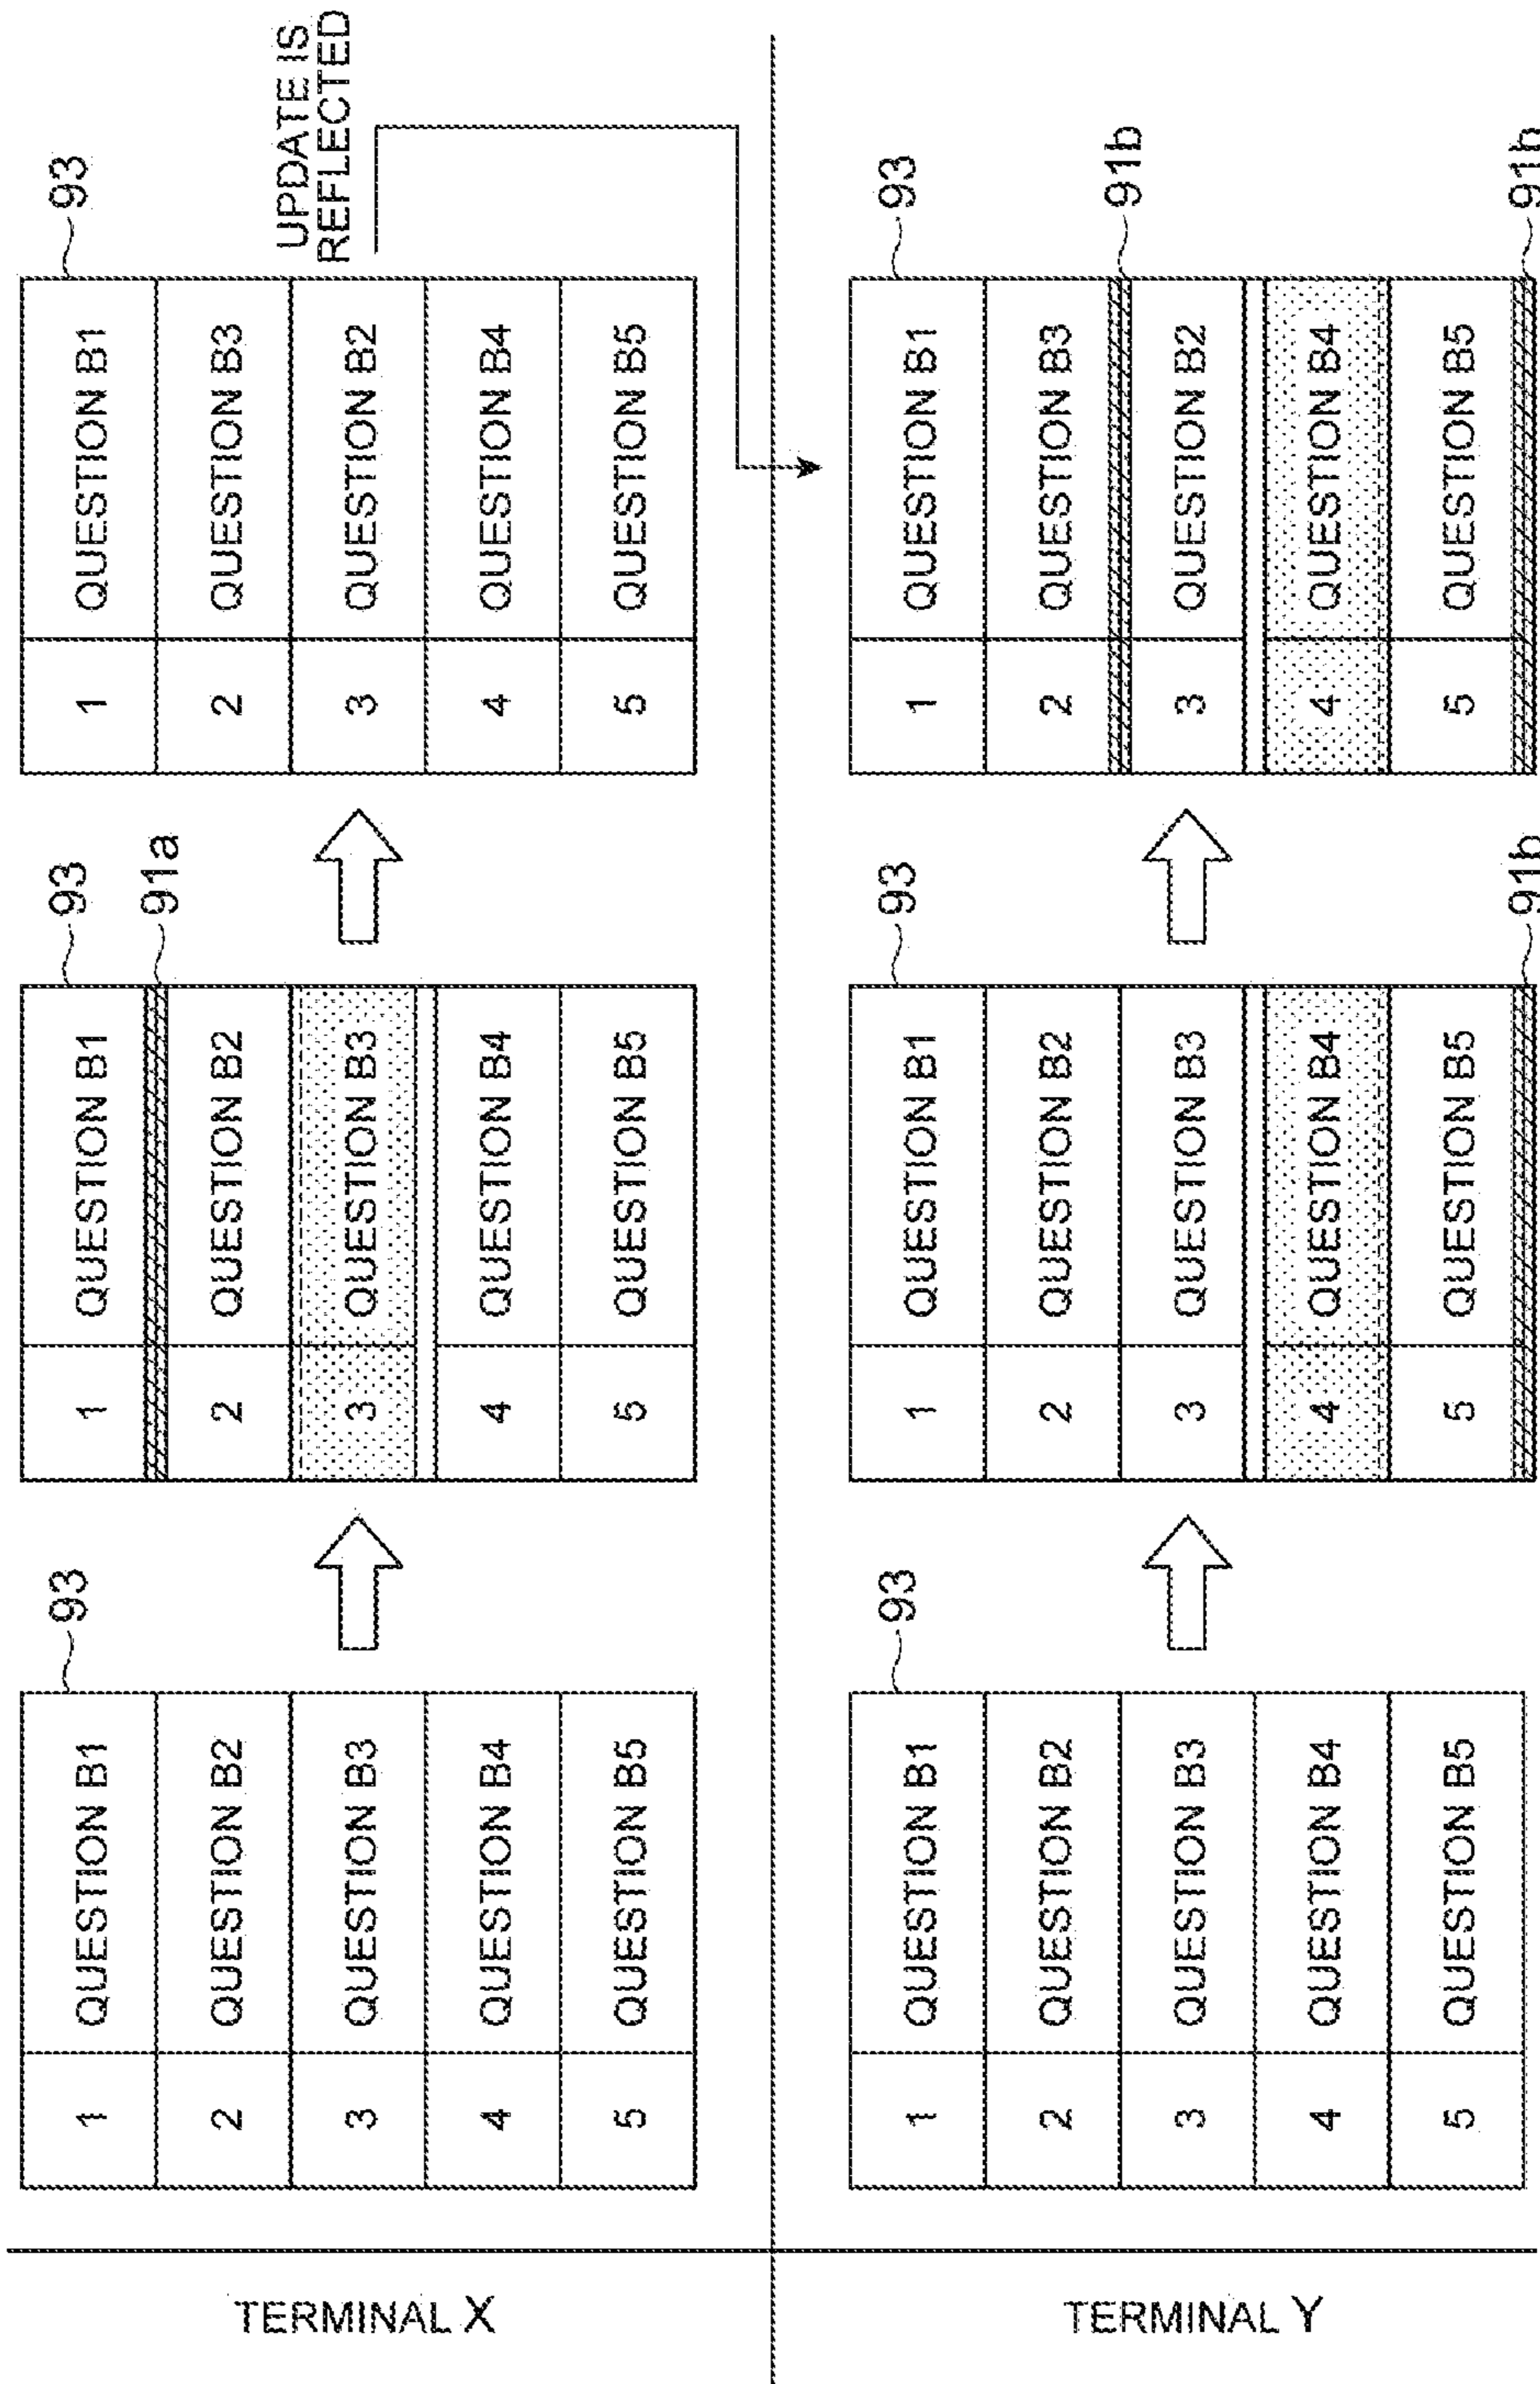 TERMINAL X
93
1 QUESTION B1
2 QUESTION B2
3 QUESTION B3
4 QUESTION B4
5 QUESTION B5
93
91a
1 QUESTION B1
2 QUESTION B2
3 QUESTION B3
4 QUESTION B4
5 QUESTION B5
93
1 QUESTION B1
2 QUESTION B3
3 QUESTION B2
4 QUESTION B4
5 QUESTION B5
UPDATE IS
REFLECTED
TERMINAL Y
93
1 QUESTION B1
2 QUESTION B2
3 QUESTION B3
4 QUESTION B4
5 QUESTION B5
93
1 QUESTION B1
2 QUESTION B2
3 QUESTION B3
4 QUESTION B4
5 QUESTION B5
91b
93
91b
1 QUESTION B1
2 QUESTION B3
3 QUESTION B2
4 QUESTION B4
5 QUESTION B5
91b